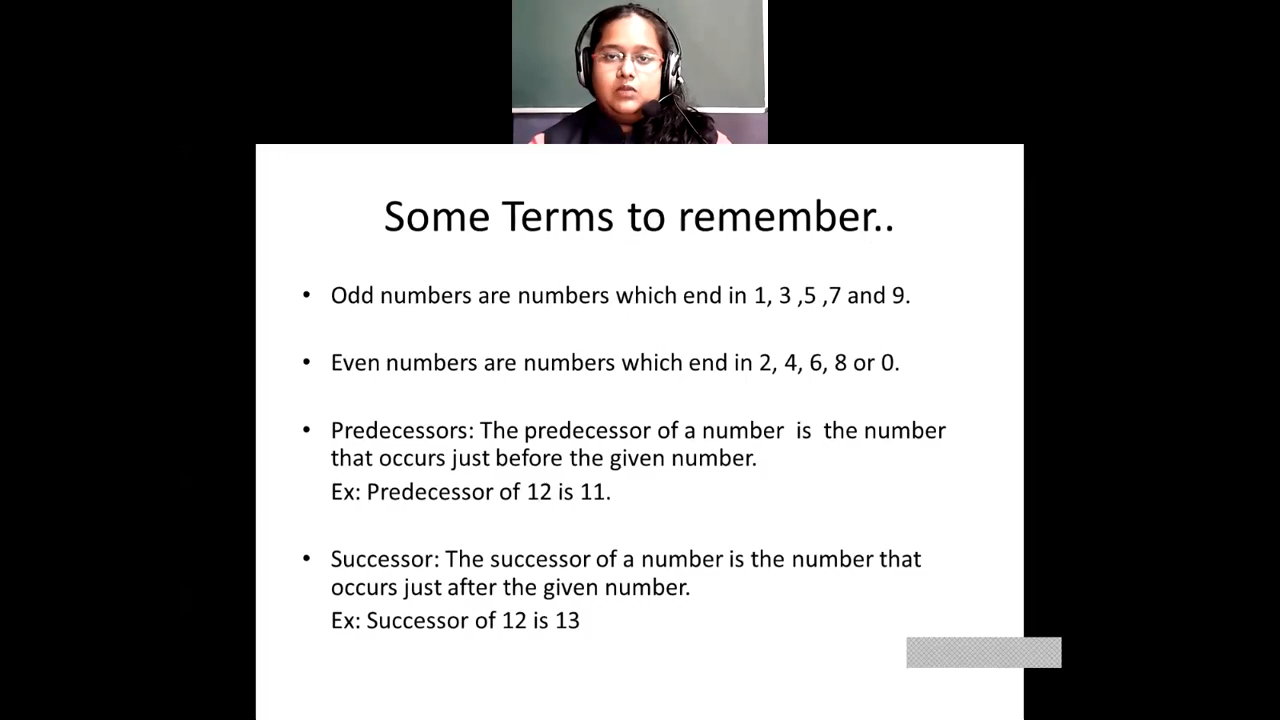 Some Terms to remember..
• Odd numbers are numbers which end in 1, 3 ,5 ,7 and 9.
• Even numbers are numbers which end in 2, 4, 6, 8 or 0.
• Predecessors: The predecessor of a number is the number
that occurs just before the given number.
Ex: Predecessor of 12 is 11.
• Successor: The successor of a number is the number that
occurs just after the given number.
Ex: Successor of 12 is 13